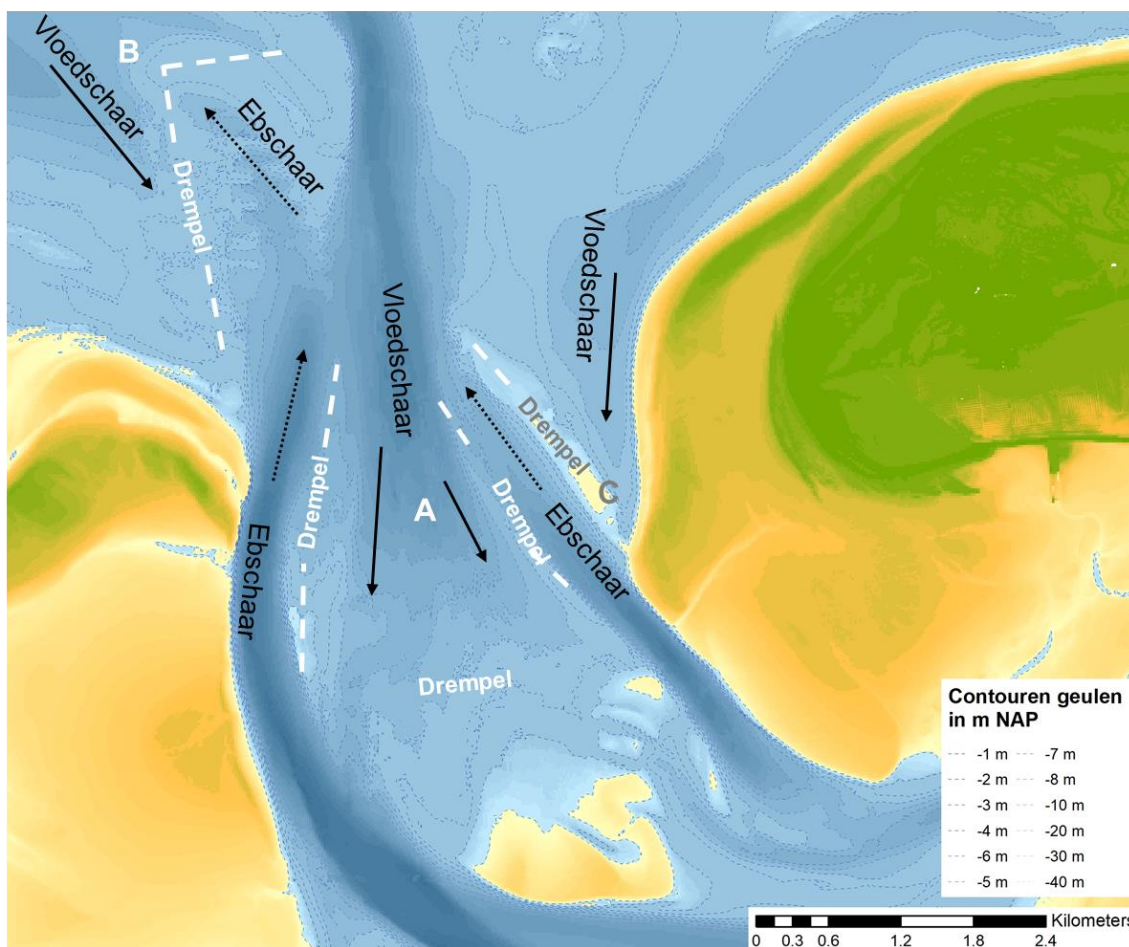 B
Vloedschaar
Ebschaar
Drempel
Vloedschaar
Vloedschaar
Drempel
C
Drempel
A
Drempel
Ebschaar
Ebschaar
Drempel
Contouren geulen
in m NAP
-1 m -7 m
-2 m -8 m
-3 m -10 m
-4 m -20 m
-6 m -30 m
-5 m -40 m
Kilometers
0 0.3 0.6 1.2 1.8 2.4